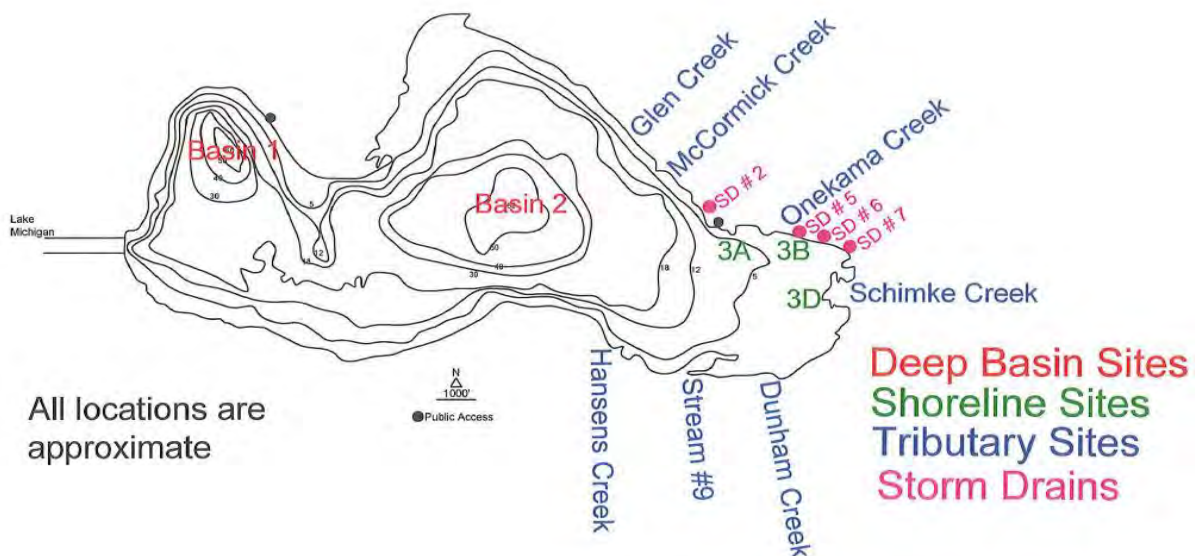 Glen Creek
McCormick Creek
Onekama Creek
SD # 2
SD # 5
SD # 6
SD # 7
Basin 1
40
30
5
12
18
Basin 2
50
40
30
18
12
5
3A
3B
3D
Schimke Creek
Lake
Michigan
Hansens Creek
Stream #9
Dunham Creek
N
1000'
Public Access
All locations are
approximate
Deep Basin Sites
Shoreline Sites
Tributary Sites
Storm Drains